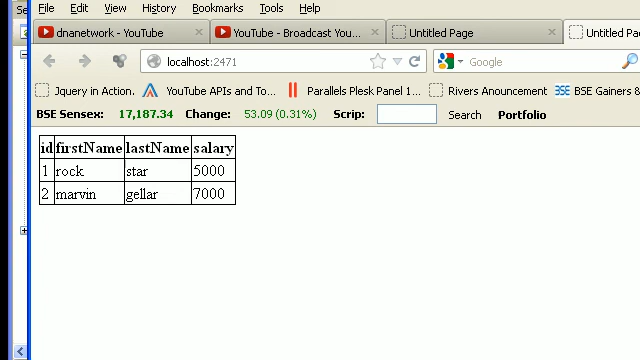 Se
File Edit View History Bookmarks Tools Help
dnanetwork - YouTube × YouTube - Broadcast You... × Untitled Page × Untitled Pa
localhost:2471 Google
Jquery in Action. YouTube APIs and To... Parallels Plesk Panel 1... Rivers Anouncement BSE Gainers &
BSE Sensex: 17,187.34 Change: 53.09 (0.31%) Scrip: Search Portfolio
id firstName lastName salary
1 rock star 5000
2 marvin gellar 7000